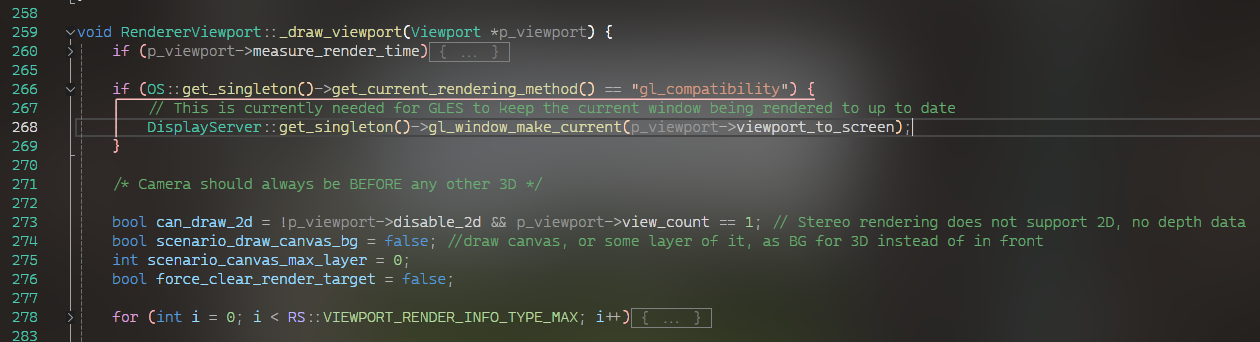 258
259 void RendererViewport::_draw_viewport(Viewport *p_viewport) {
260 if (p_viewport->measure_render_time) { ... }
265
266 if (OS::get_singleton()->get_current_rendering_method() == "gl_compatibility") {
267 // This is currently needed for GLES to keep the current window being rendered to up to date
268 DisplayServer::get_singleton()->gl_window_make_current(p_viewport->viewport_to_screen);
269 }
270
271 /* Camera should always be BEFORE any other 3D */
272
273 bool can_draw_2d = !p_viewport->disable_2d && p_viewport->view_count == 1; // Stereo rendering does not support 2D, no depth data
274 bool scenario_draw_canvas_bg = false; //draw canvas, or some layer of it, as BG for 3D instead of in front
275 int scenario_canvas_max_layer = 0;
276 bool force_clear_render_target = false;
277
278 for (int i = 0; i < RS::VIEWPORT_RENDER_INFO_TYPE_MAX; i++) { ... }
283